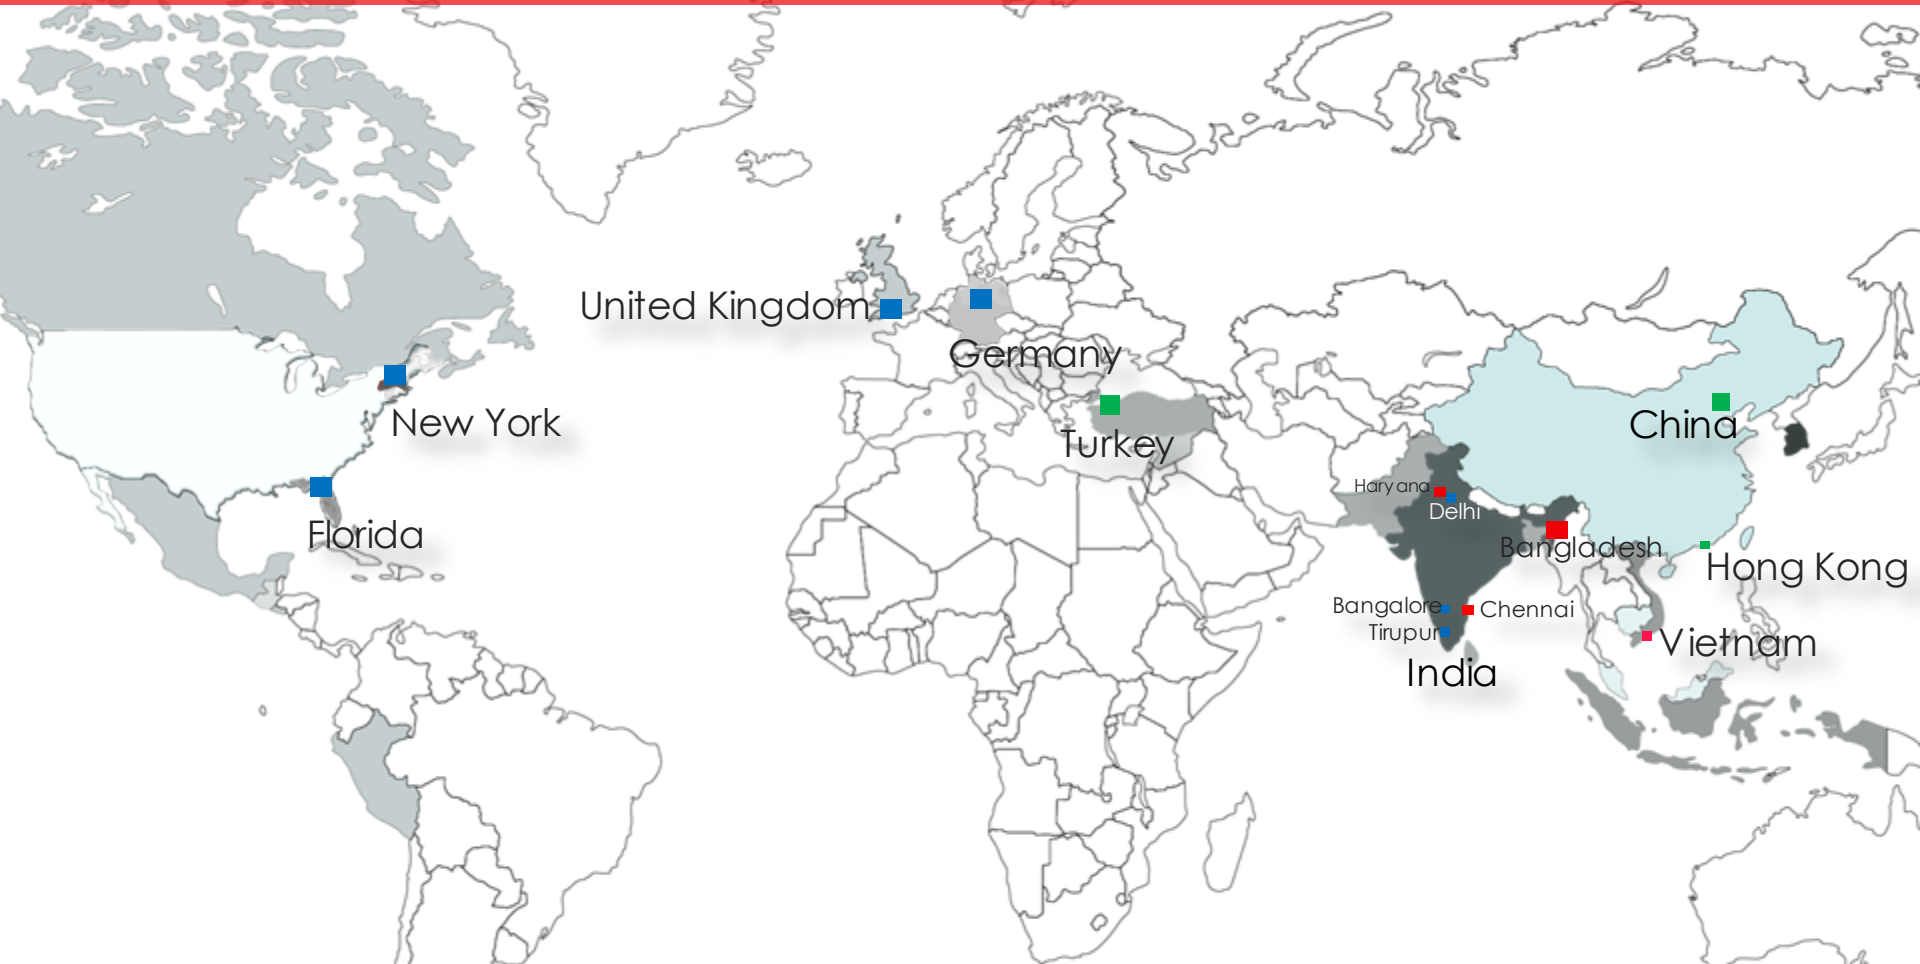 United Kingdom
Germany
New York
Turkey
China
Florida
Haryana
Delhi
Bangladesh
Hong Kong
Bangalore
Chennai
Tirupur
Vietnam
India